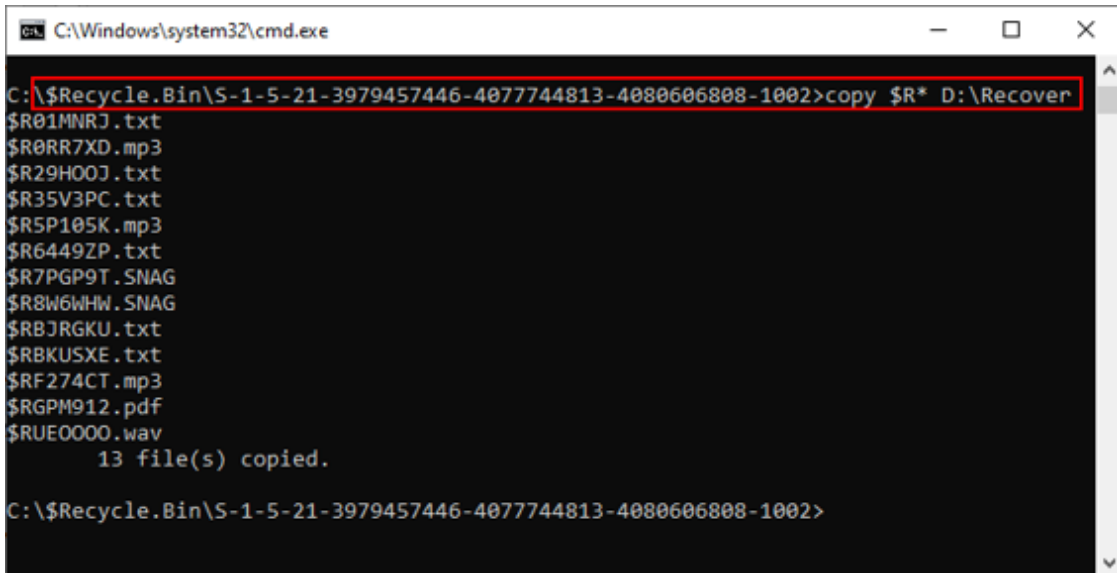 C:\Windows\system32\cmd.exe
C:\$Recycle.Bin\S-1-5-21-3979457446-4077744813-4080606808-1002>copy $R* D:\Recover
$R01MNRJ.txt
$R0RR7XD.mp3
$R29HOOJ.txt
$R35V3PC.txt
$R5P105K.mp3
$R6449ZP.txt
$R7PGP9T.SNAG
$R8W6WHW.SNAG
$RBJRGKU.txt
$RBKUSXE.txt
$RF274CT.mp3
$RGPM912.pdf
$RUEOOOO.wav
13 file(s) copied.
C:\$Recycle.Bin\S-1-5-21-3979457446-4077744813-4080606808-1002>